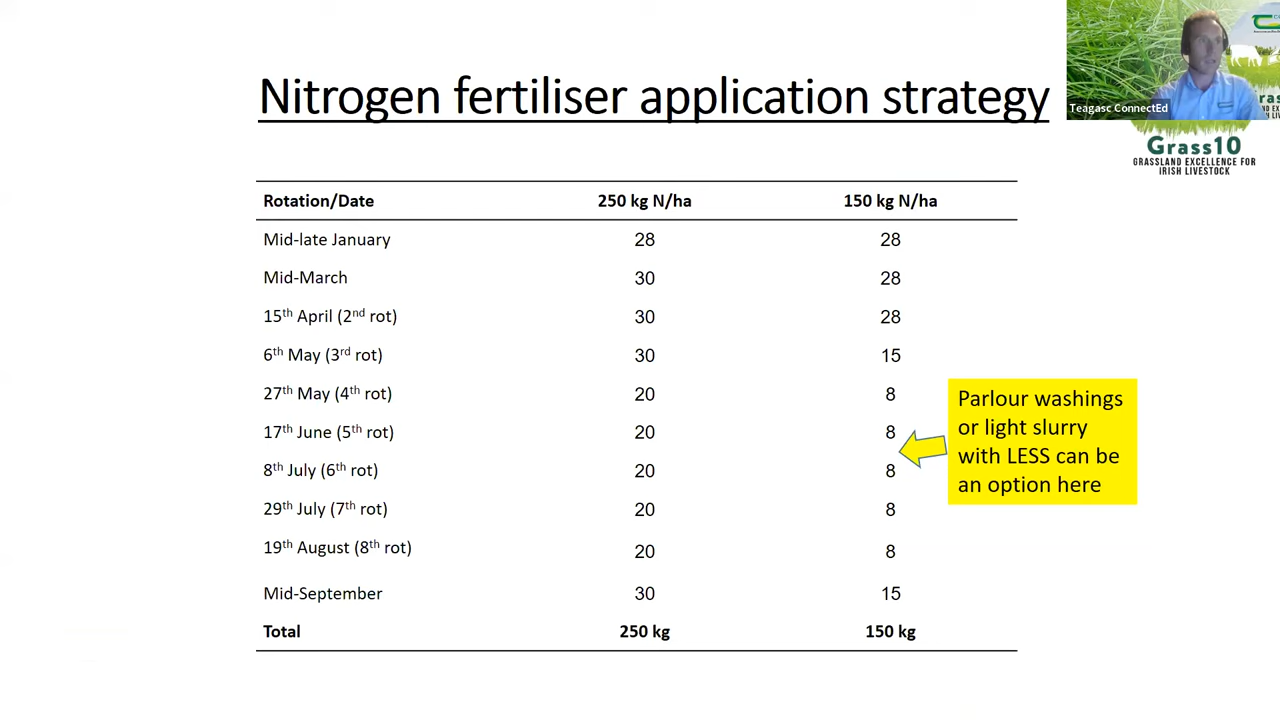 Nitrogen fertiliser application strategy
Teagasc ConnectEd
Grass10
GRASSLAND EXCELLENCE FOR
IRISH LIVESTOCK
Rotation/Date 250 kg N/ha 150 kg N/ha
Mid-late January 28 28
Mid-March 30 28
15th April (2nd rot) 30 28
6th May (3rd rot) 30 15
27th May (4th rot) 20 8
17th June (5th rot) 20 8
8th July (6th rot) 20 8
29th July (7th rot) 20 8
19th August (8th rot) 20 8
Mid-September 30 15
Total 250 kg 150 kg
Parlour washings
or light slurry
with LESS can be
an option here